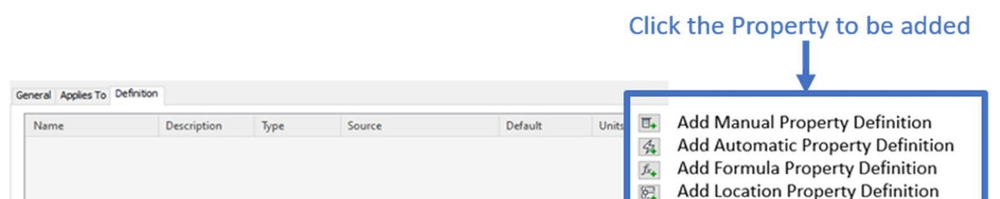 Click the Property to be added
General Applies To Definition
Name Description Type Source Default Units
Add Manual Property Definition
Add Automatic Property Definition
Add Formula Property Definition
Add Location Property Definition